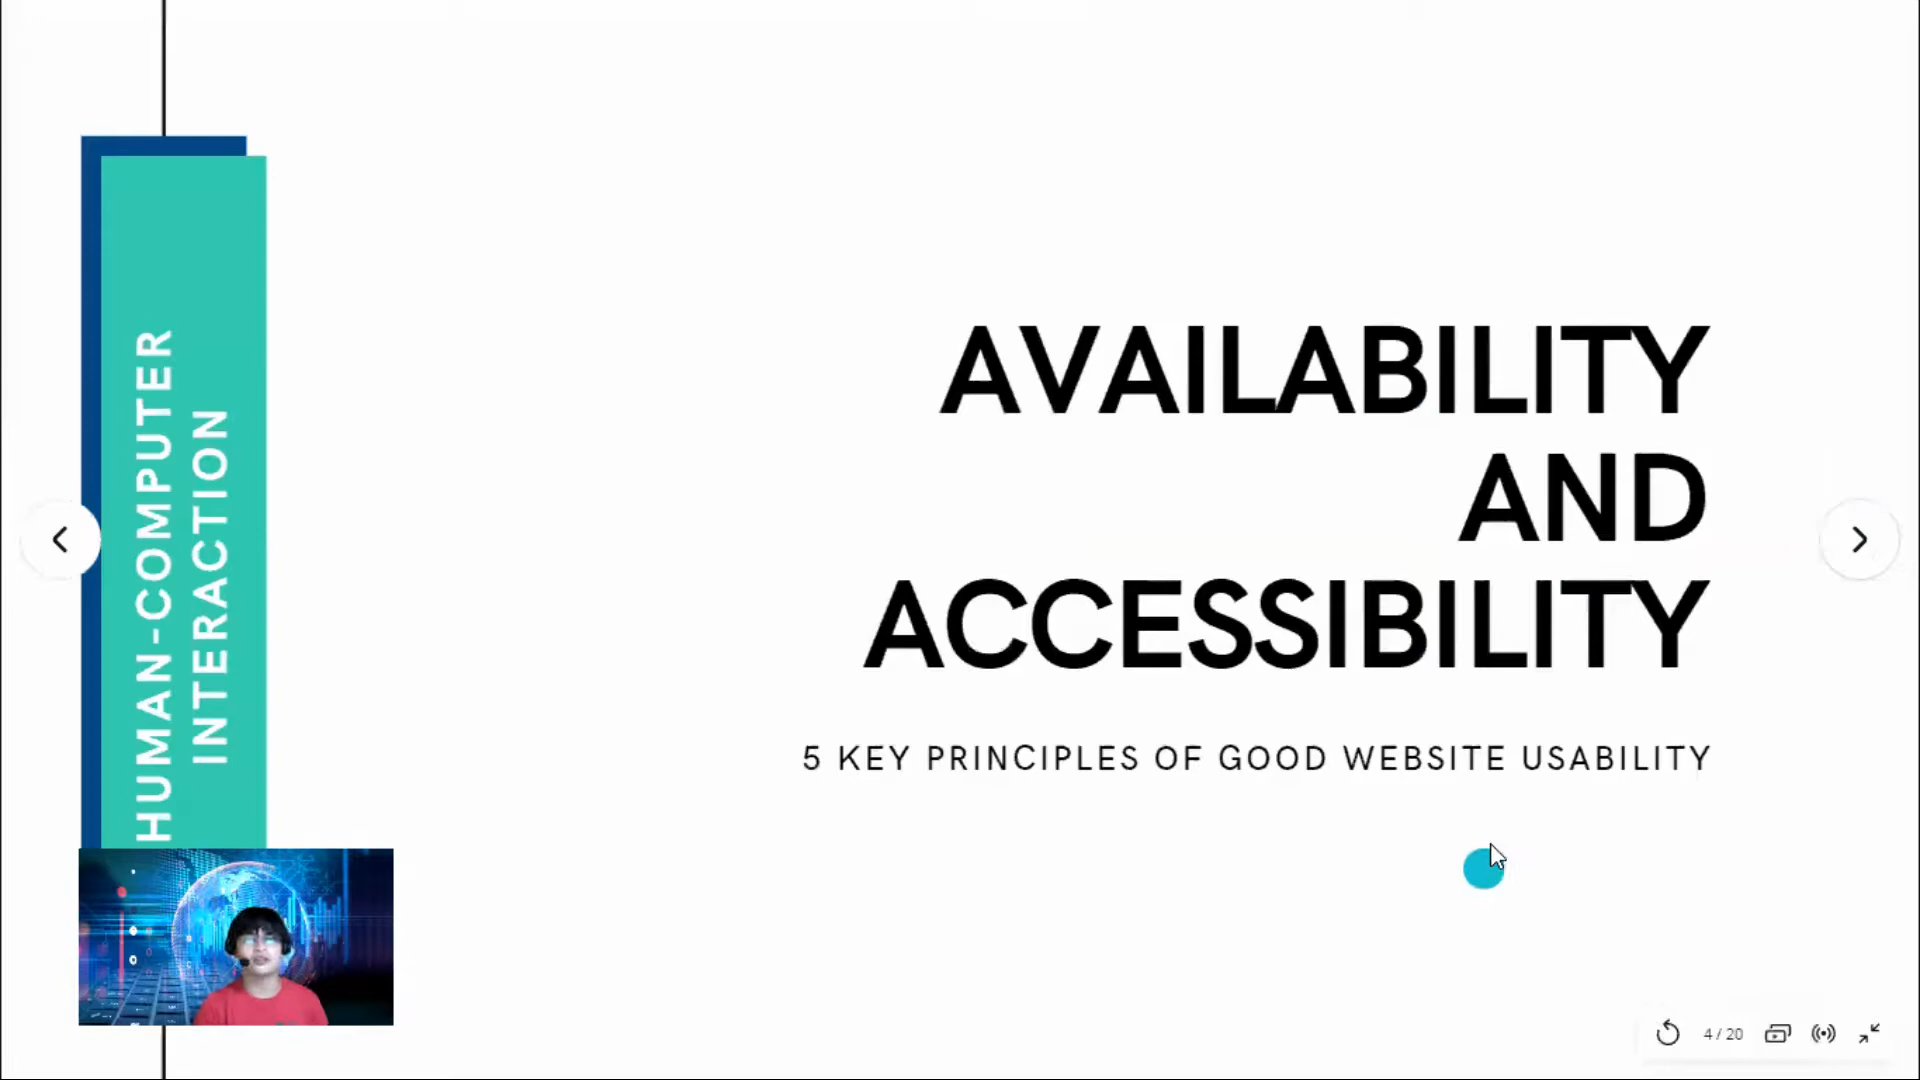 HUMAN-COMPUTER
INTERACTION
AVAILABILITY
AND
ACCESSIBILITY
5 KEY PRINCIPLES OF GOOD WEBSITE USABILITY
4 / 20